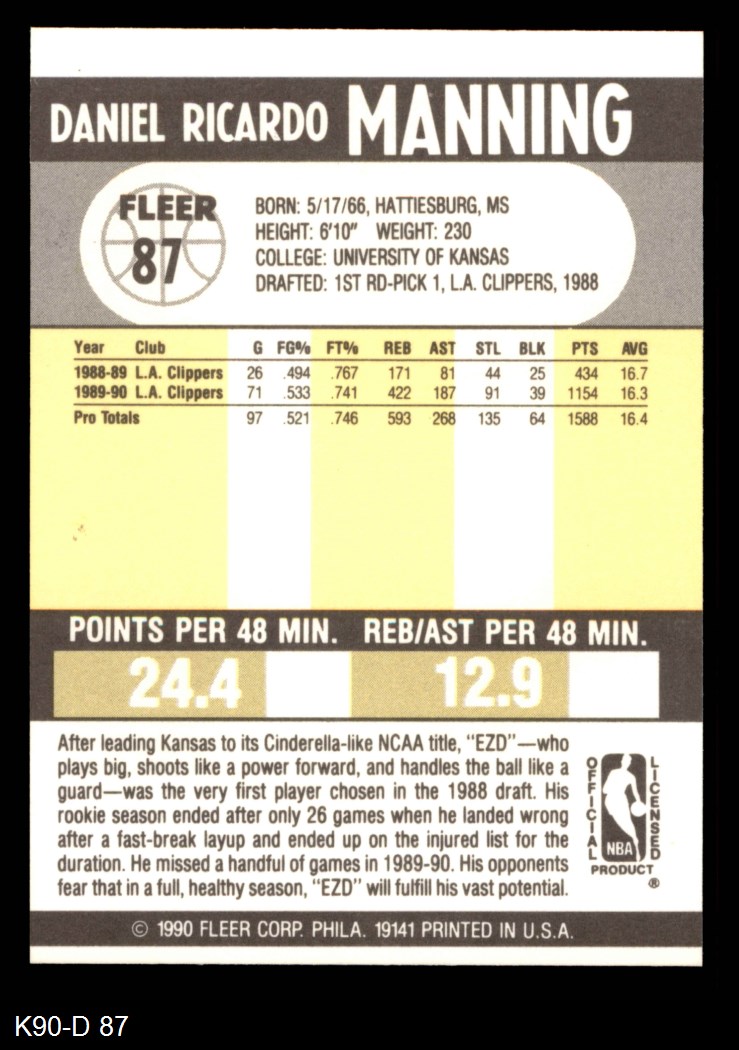 DANIEL RICARDO MANNING
FLEER
87
BORN: 5/17/66, HATTIESBURG, MS
HEIGHT: 6'10" WEIGHT: 230
COLLEGE: UNIVERSITY OF KANSAS
DRAFTED: 1ST RD-PICK 1, L.A. CLIPPERS, 1988
Year Club G FG% FT% REB AST STL BLK PTS AVG
1988-89 L.A. Clippers 26 .494 .767 171 81 44 25 434 16.7
1989-90 L.A. Clippers 71 .533 .741 422 187 91 39 1154 16.3
Pro Totals 97 .521 .746 593 268 135 64 1588 16.4
POINTS PER 48 MIN. REB/AST PER 48 MIN.
24.4 12.9
After leading Kansas to its Cinderella-like NCAA title, "EZD"—who
plays big, shoots like a power forward, and handles the ball like a
guard—was the very first player chosen in the 1988 draft. His
rookie season ended after only 26 games when he landed wrong
after a fast-break layup and ended up on the injured list for the
duration. He missed a handful of games in 1989-90. His opponents
fear that in a full, healthy season, "EZD" will fulfill his vast potential.
OFFICIAL
LICENSED
NBA
PRODUCT
®
© 1990 FLEER CORP. PHILA. 19141 PRINTED IN U.S.A.
K90-D 87